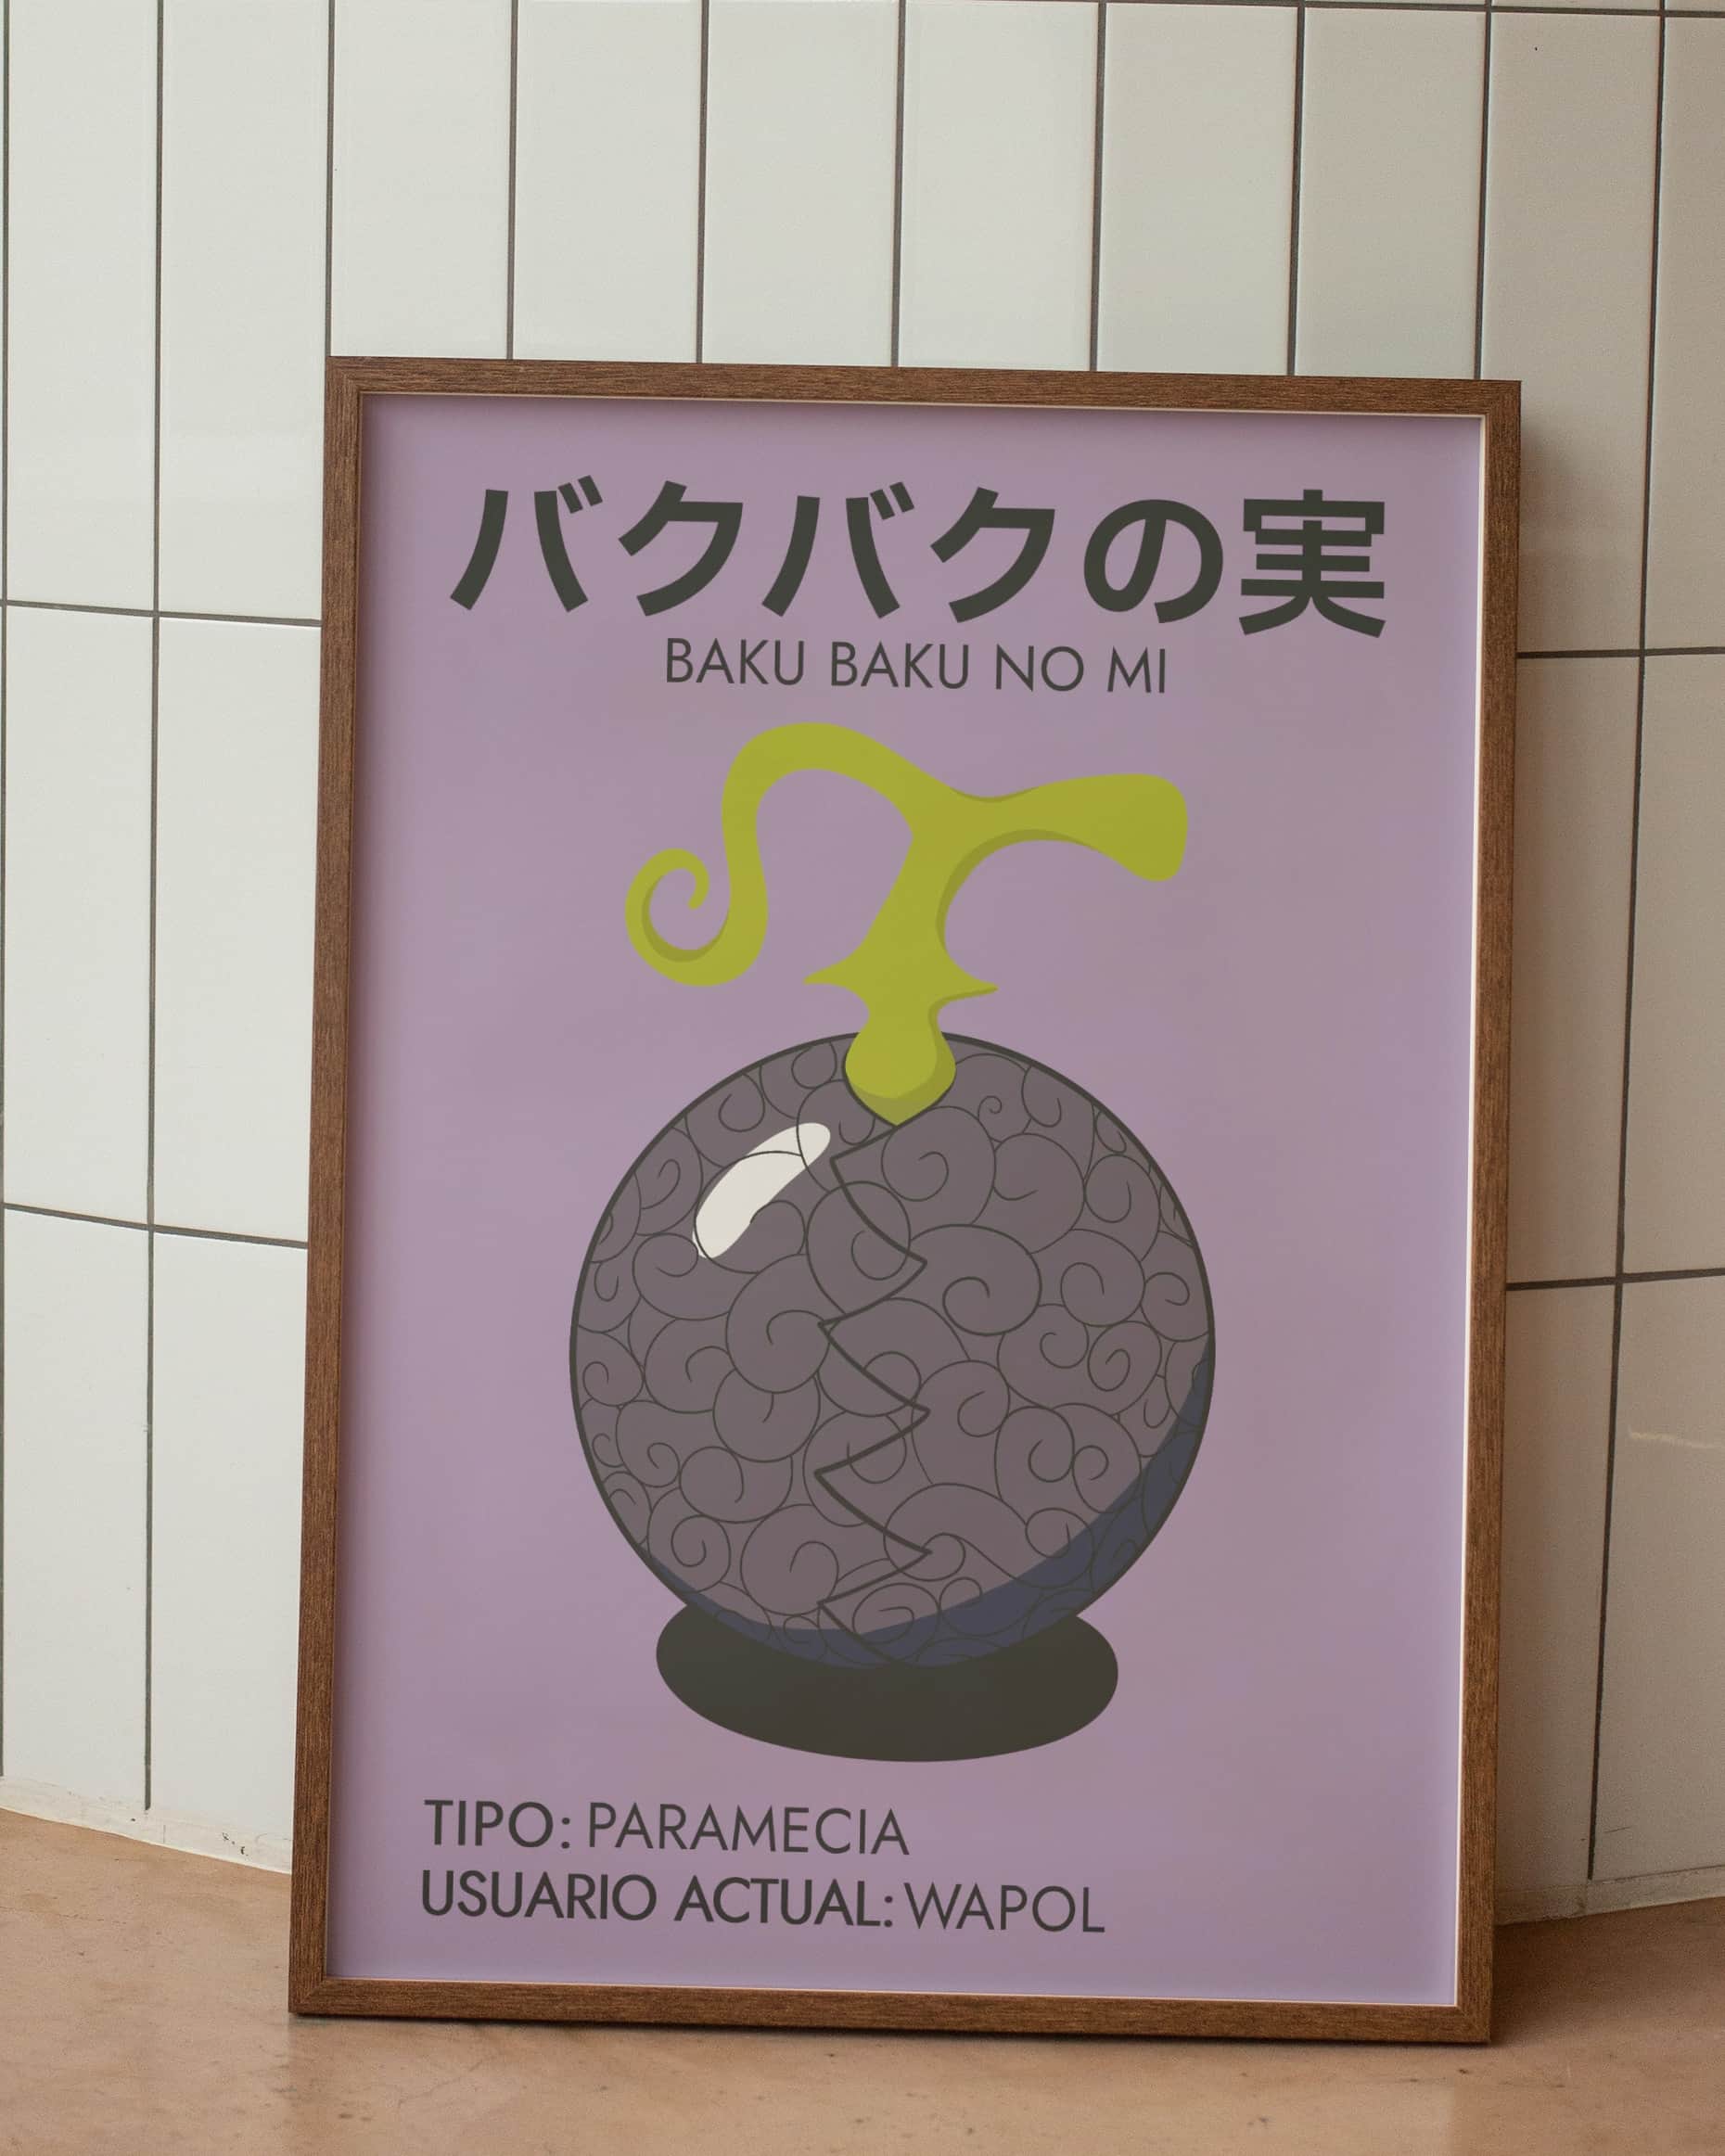 バクバクの実
BAKU BAKU NO MI
TIPO: PARAMECIA
USUARIO ACTUAL: WAPOL